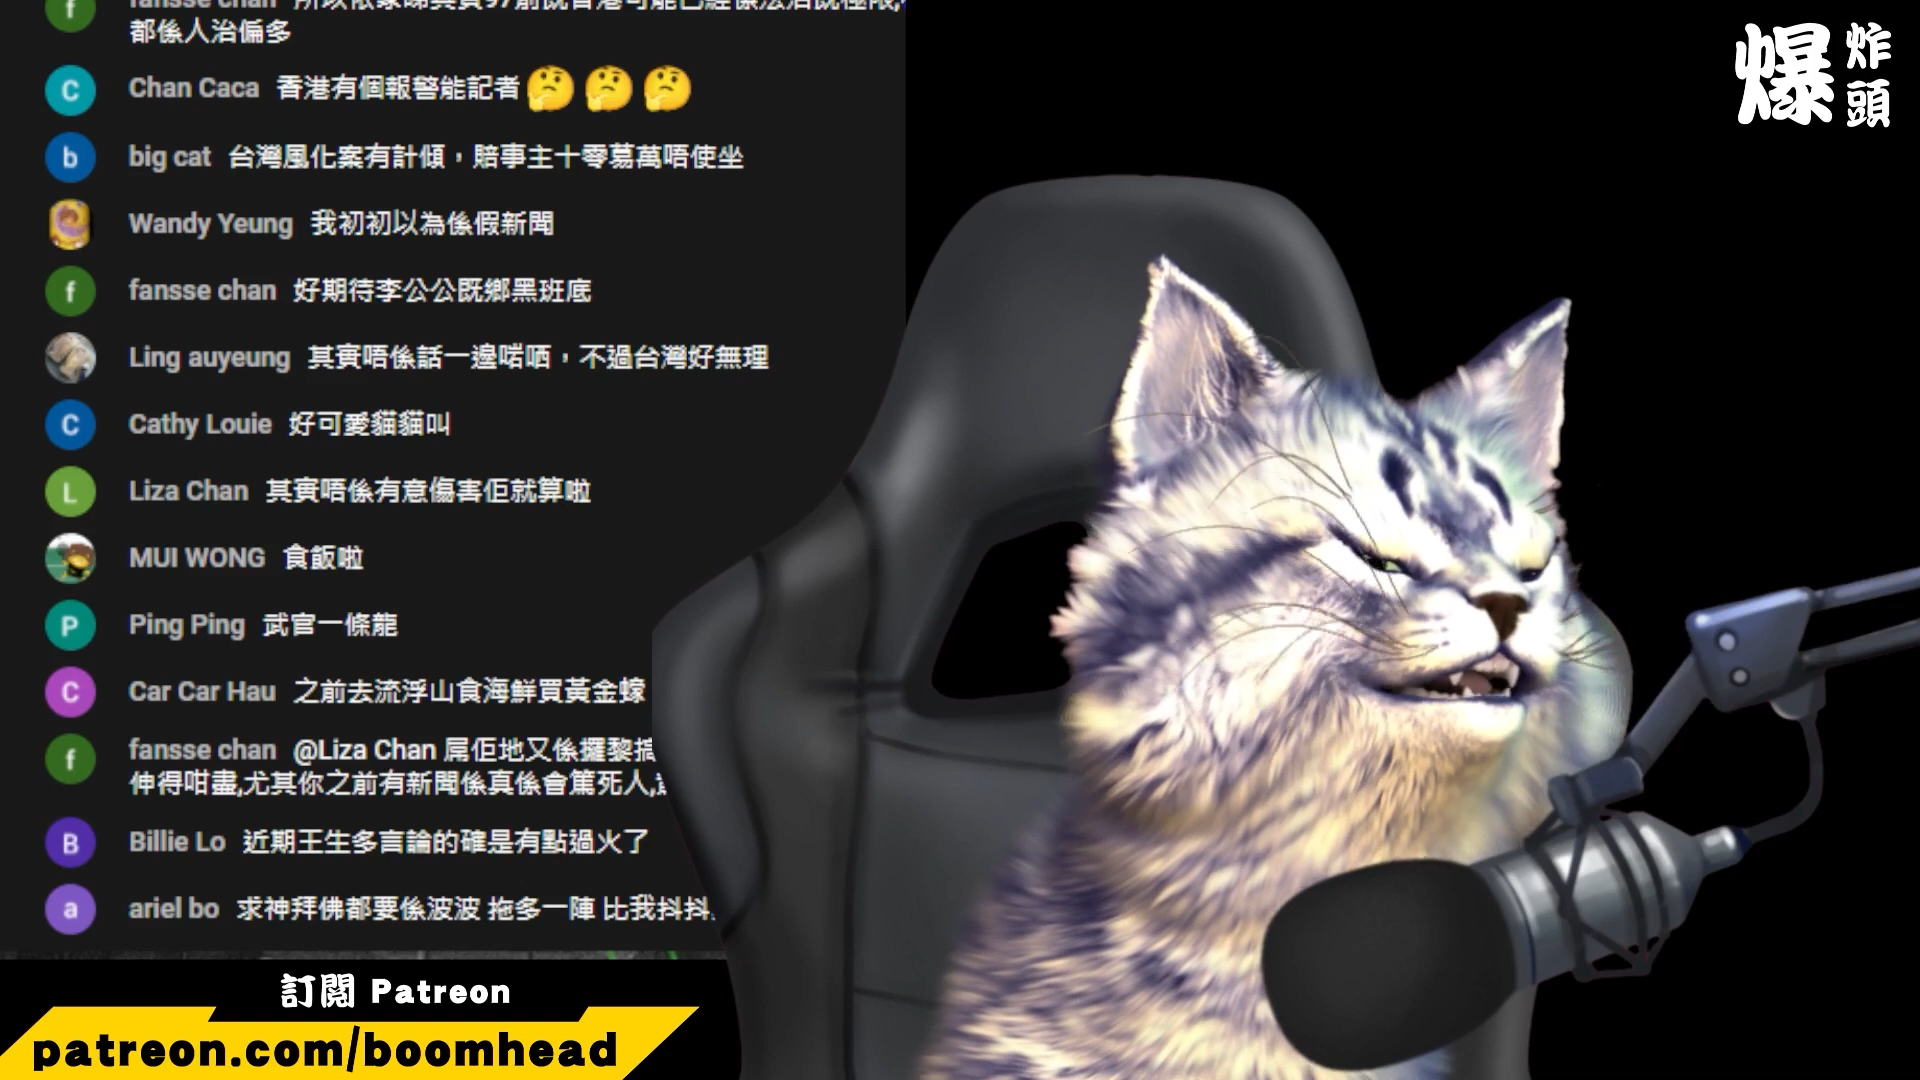 都係人治偏多
Chan Caca 香港有個報警能記者🤔🤔🤔
big cat 台灣風化案有計傾，賠事主十零萬唔使坐
Wandy Yeung 我初初以為係假新聞
fansse chan 好期待李公公既鄉黑班底
Ling auyeung 其實唔係話一邊啱哂，不過台灣好無理
Cathy Louie 好可愛貓貓叫
Liza Chan 其實唔係有意傷害佢就算啦
MUI WONG 食飯啦
Ping Ping 武官一條龍
Car Car Hau 之前去流浮山食海鮮買黃金蠔
fansse chan @Liza Chan 屌佢地又係攞黎搞
伸得咁盡,尤其你之前有新聞係真係會篤死人,
Billie Lo 近期王生多言論的確是有點過火了
ariel bo 求神拜佛都要係波波 拖多一陣 比我抖抖
爆炸頭
訂閱 Patreon
patreon.com/boomhead